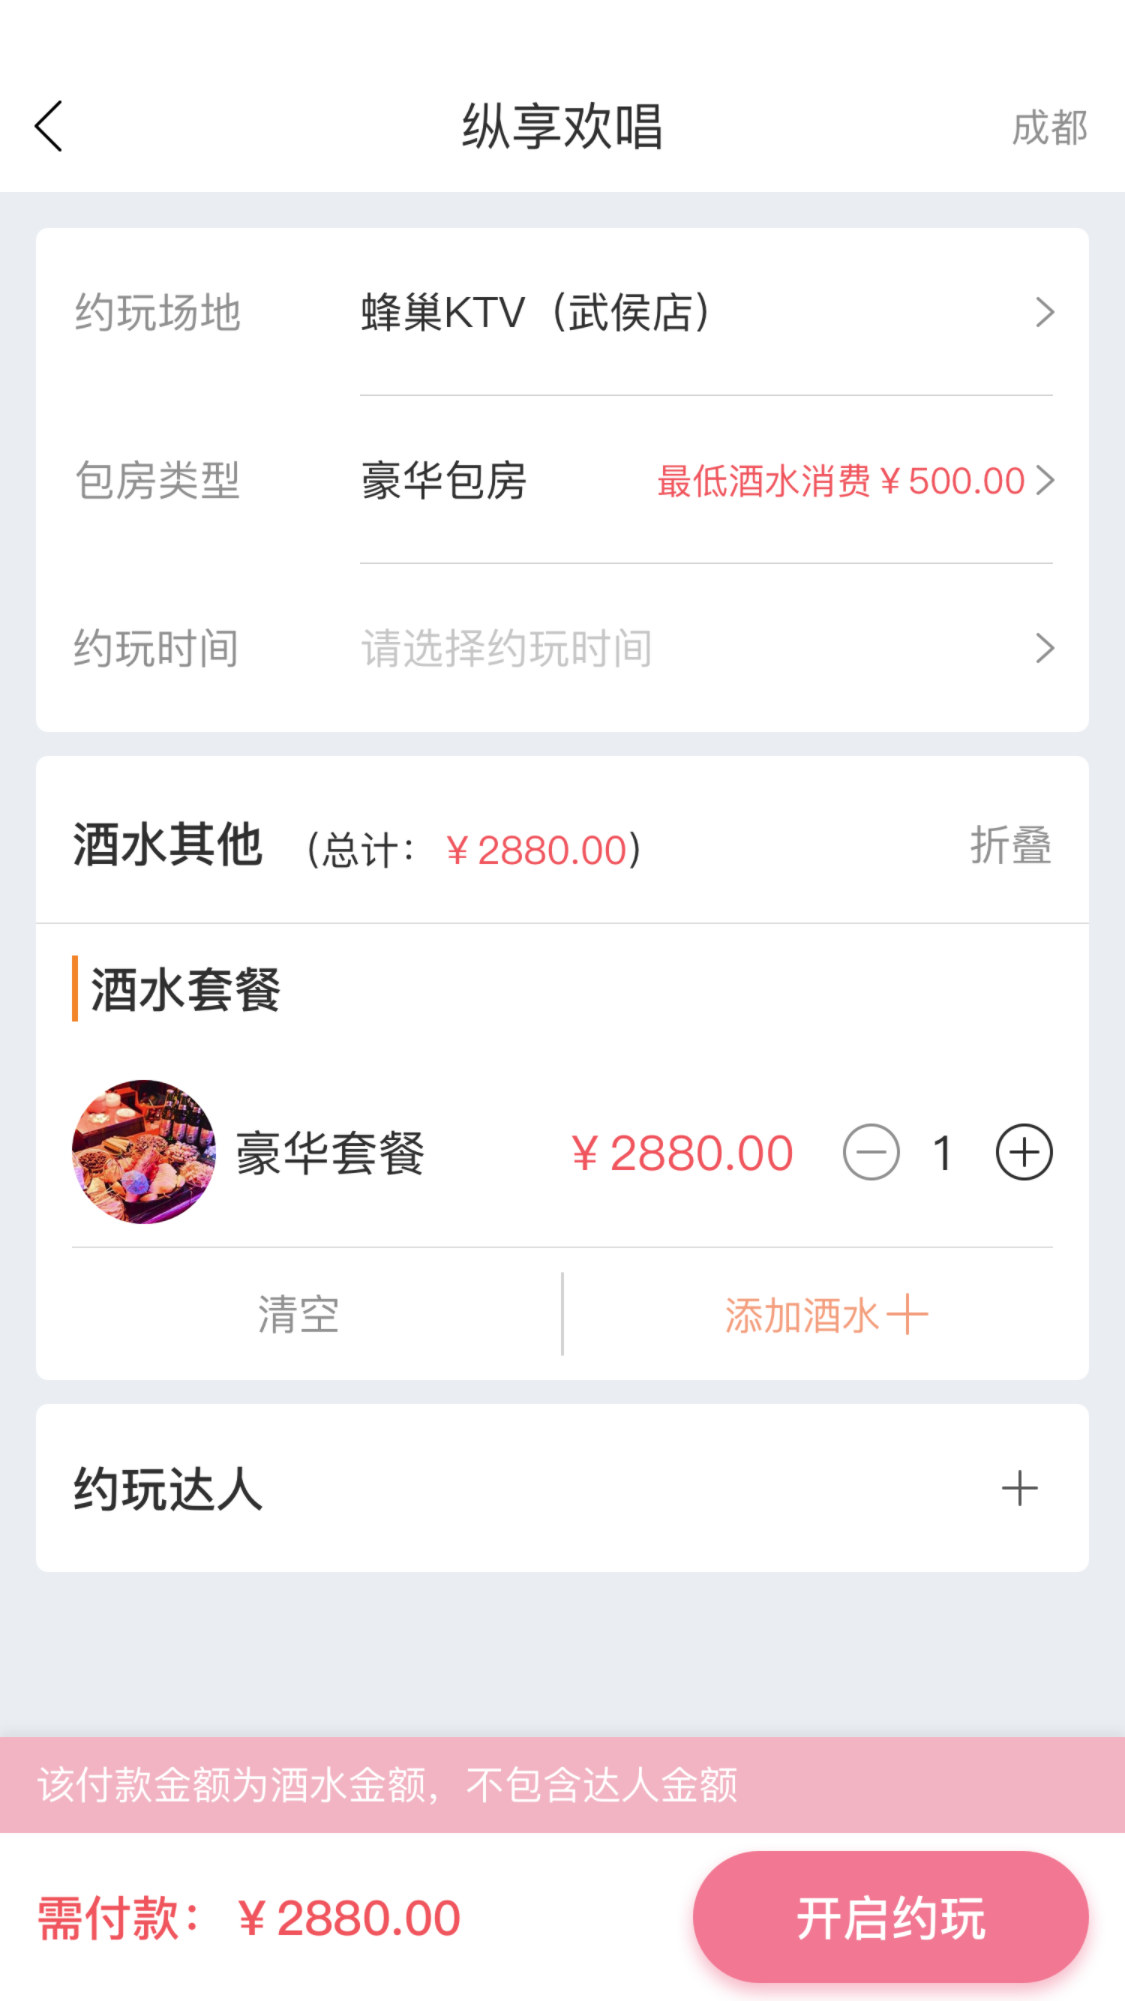 纵享欢唱
成都
约玩场地 蜂巢KTV（武侯店）
包房类型 豪华包房 最低酒水消费¥500.00
约玩时间 请选择约玩时间
酒水其他 （总计：¥2880.00） 折叠
酒水套餐
豪华套餐 ¥2880.00 1
清空 添加酒水
约玩达人
该付款金额为酒水金额，不包含达人金额
需付款：¥2880.00 开启约玩